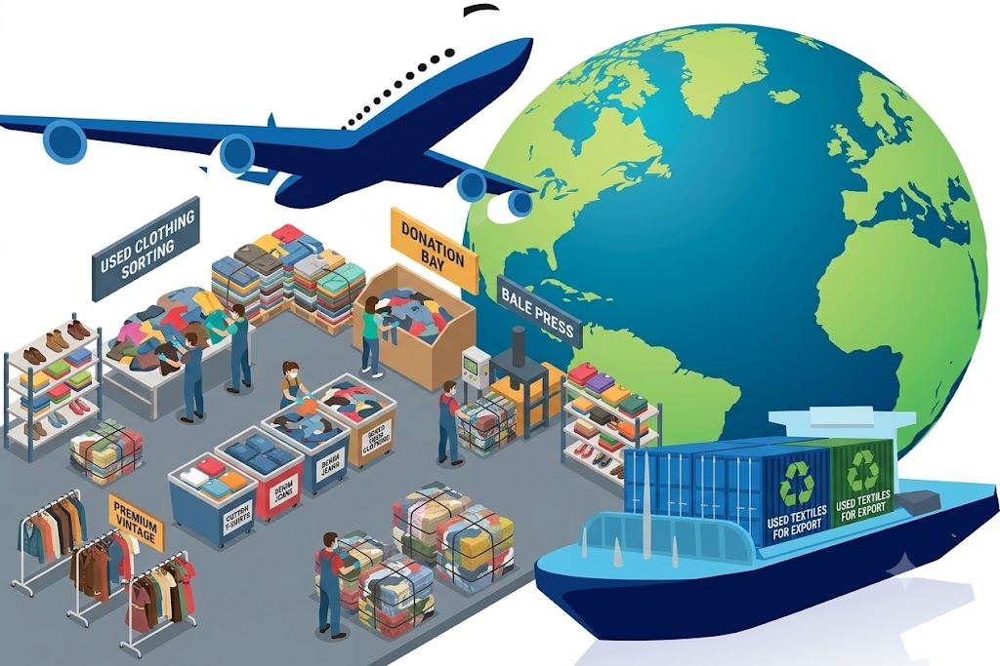 USED CLOTHING
SORTING
DONATION
BAY
BALE PRESS
COTTON
T-SHIRTS
DENIM
JEANS
PREMIUM
VINTAGE
USED TEXTILES
FOR EXPORT
USED TEXTILES
FOR EXPORT